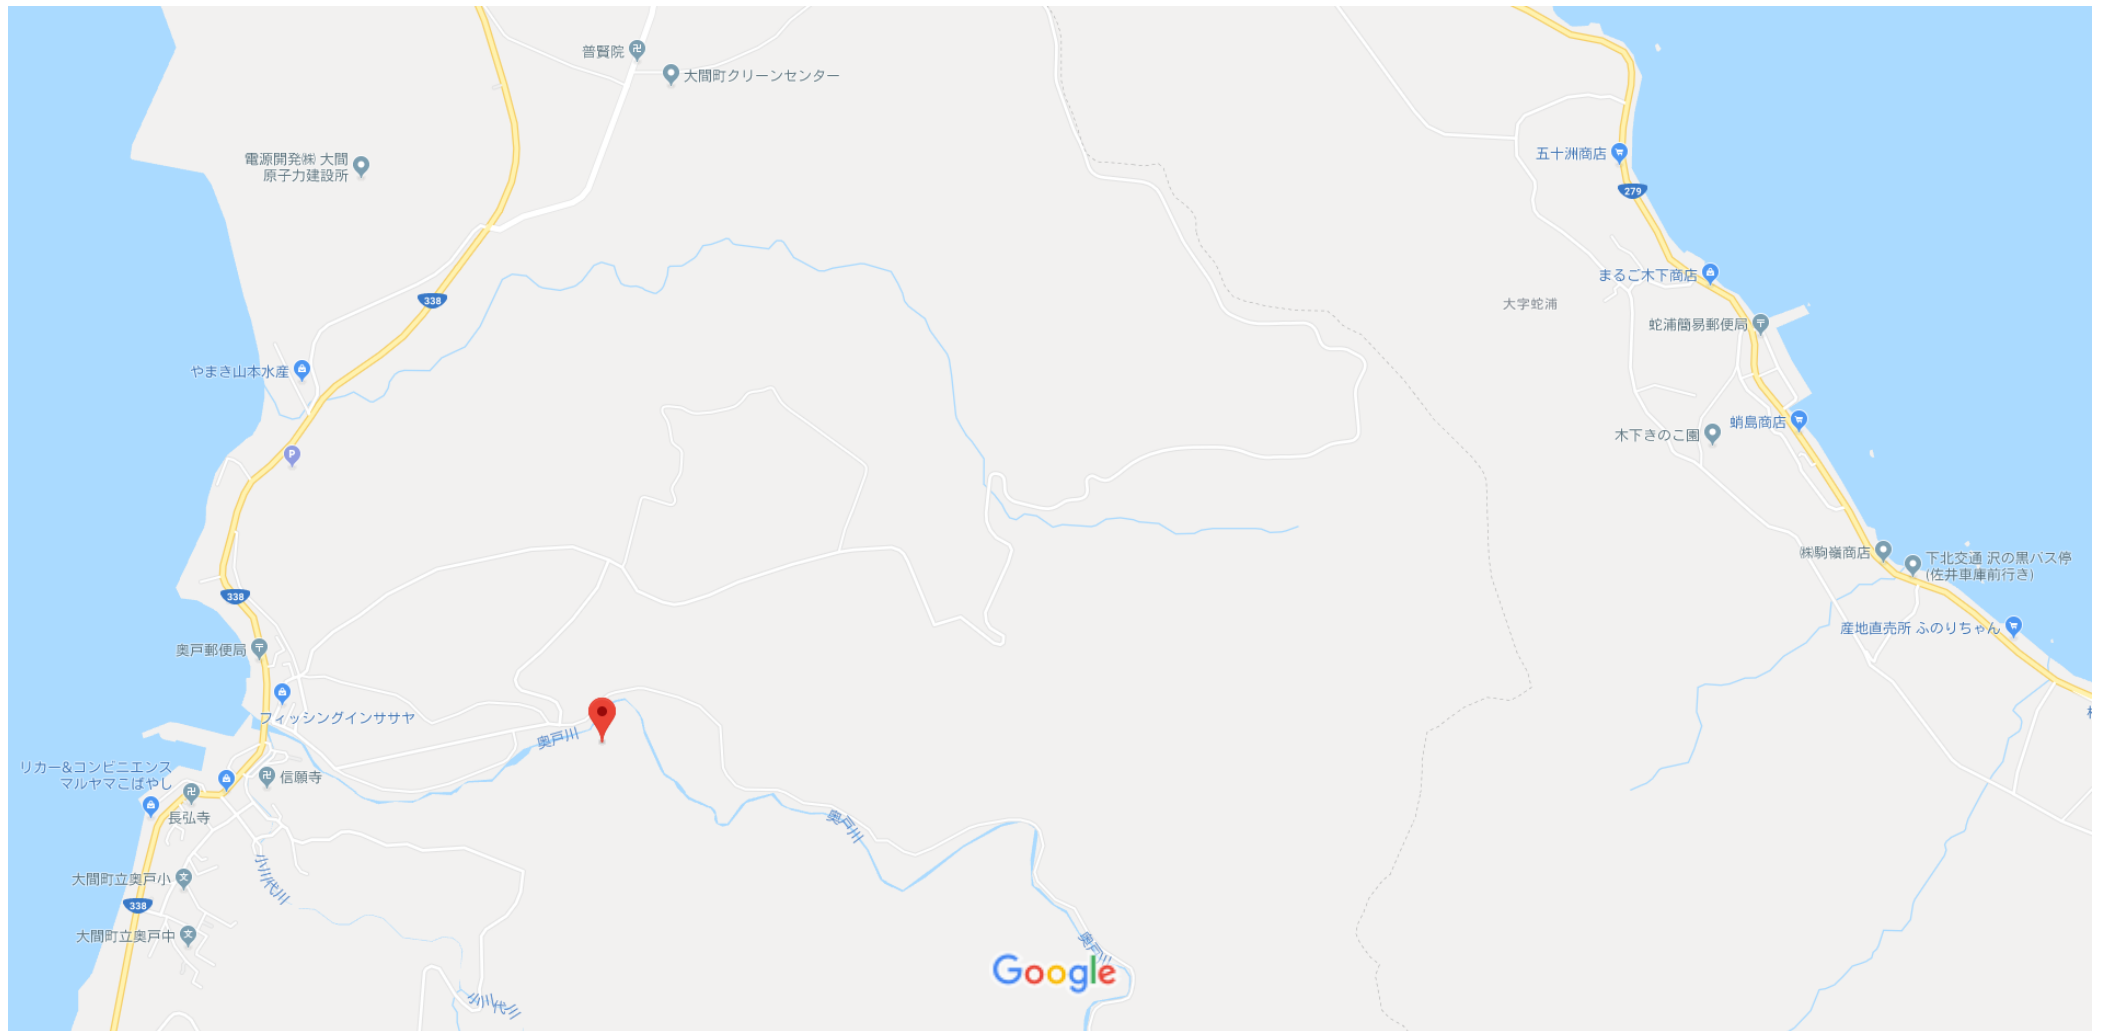 普賢院
大間町クリーンセンター
電源開発㈱ 大間
原子力建設所
五十洲商店
279
まるご木下商店
338
大字蛇浦
蛇浦簡易郵便局
やまき山本水産
蛸島商店
木下きのこ園
P
㈱駒嶺商店
下北交通 沢の黒バス停
(佐井車庫前行き)
338
産地直売所 ふのりちゃん
奥戸郵便局
フィッシングインササヤ
奥戸川
リカー&コンビニエンス
マルヤマこばやし
信願寺
長弘寺
奥戸川
小川代川
大間町立奥戸小
338
大間町立奥戸中
奥戸川
Google
小川代川